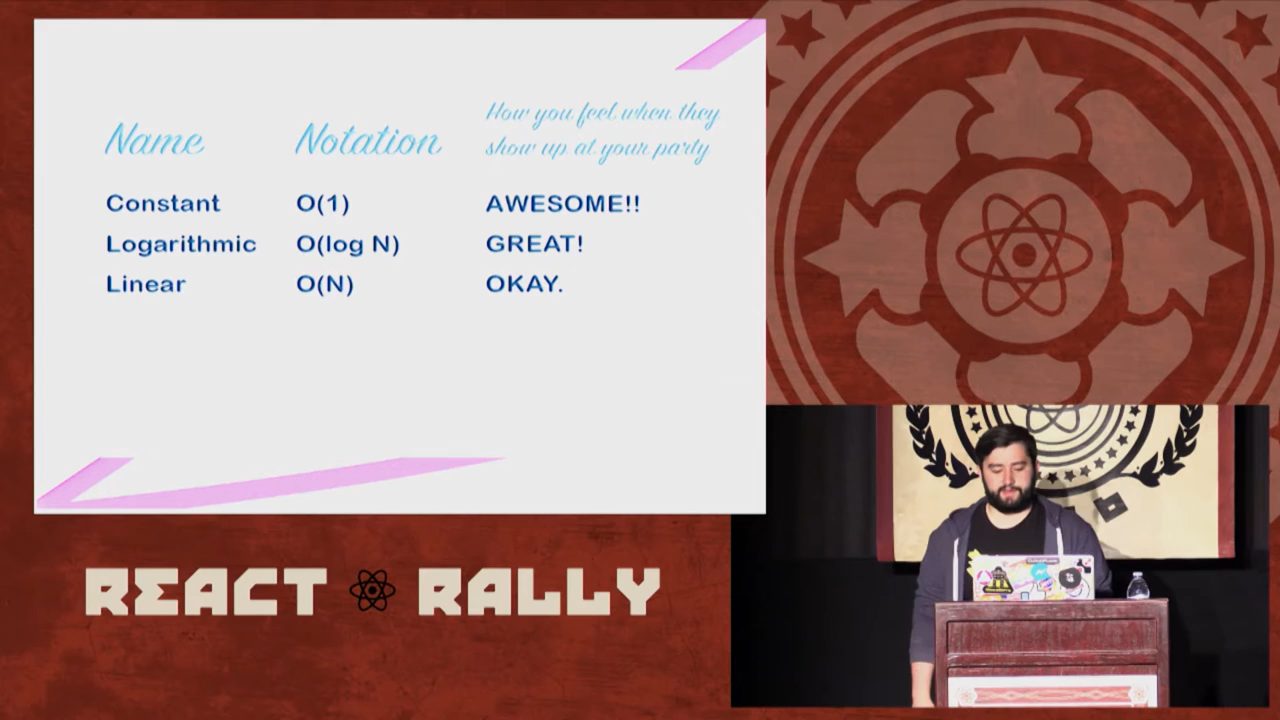 Name Notation How you feel when they
show up at your party
Constant O(1) AWESOME!!
Logarithmic O(log N) GREAT!
Linear O(N) OKAY.
REACT RALLY